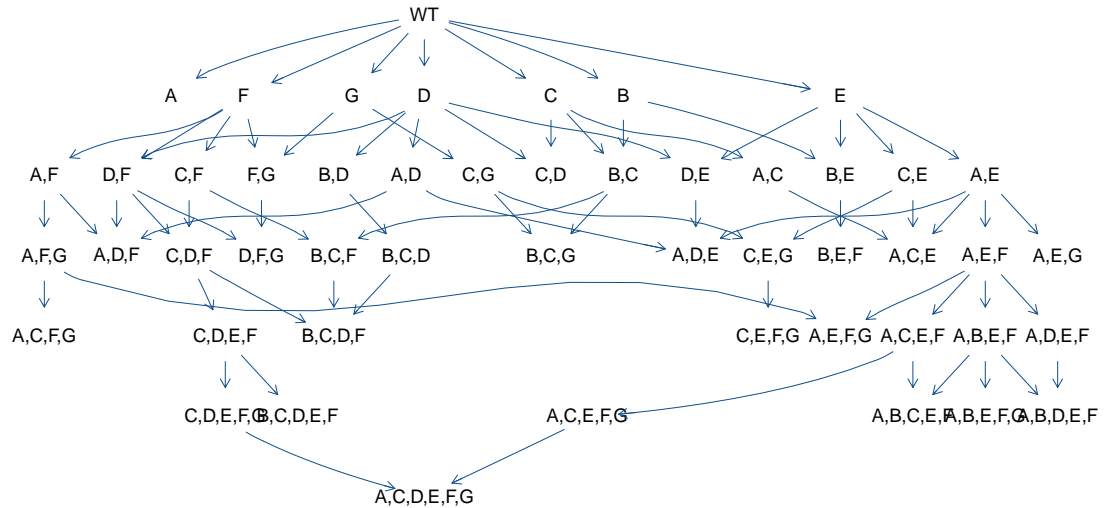 WT
A F G D C B E
A,F D,F C,F F,G B,D A,D C,G C,D B,C D,E A,C B,E C,E A,E
A,F,G A,D,F C,D,F D,F,G B,C,F B,C,D B,C,G A,D,E C,E,G B,E,F A,C,E A,E,F A,E,G
A,C,F,G C,D,E,F B,C,D,F C,E,F,G A,E,F,G A,C,E,F A,B,E,F A,D,E,F
C,D,E,F,G B,C,D,E,F A,C,E,F,G A,B,C,E,F A,B,E,F,G A,B,D,E,F
A,C,D,E,F,G